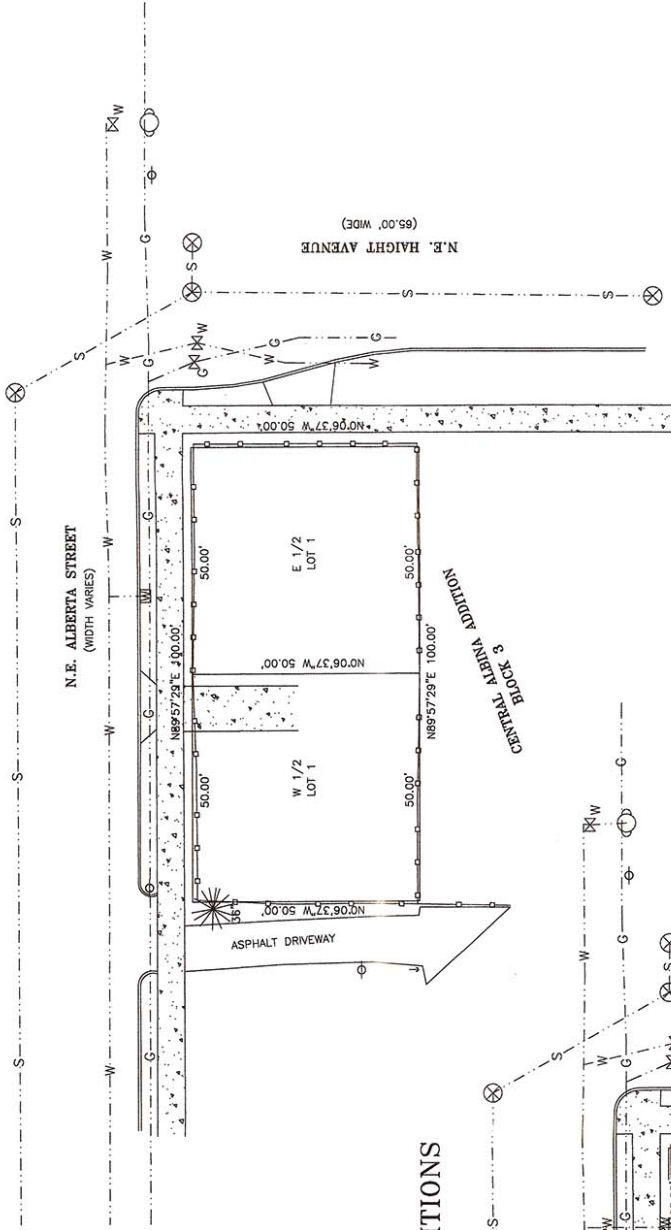 N.E. ALBERTA STREET
(WIDTH VARIES)
N.E. HAIGHT AVENUE
(65.00' WIDE)
N89°57'29"E 100.00'
50.00'
50.00'
N0°06'37"W 50.00'
N0°06'37"W 50.00'
N0°06'37"W 50.00'
W 1/2
LOT 1
E 1/2
LOT 1
50.00'
50.00'
N89°57'29"E 100.00'
36"
ASPHALT DRIVEWAY
CENTRAL ALBINA ADDITION
BLOCK 3
ITIONS
S
S
S
S
S
S
S
S
W
W
W
W
W
W
W
W
W
G
G
G
G
G
G
G
G
S
S
S
W
W
W
G
G
G
G